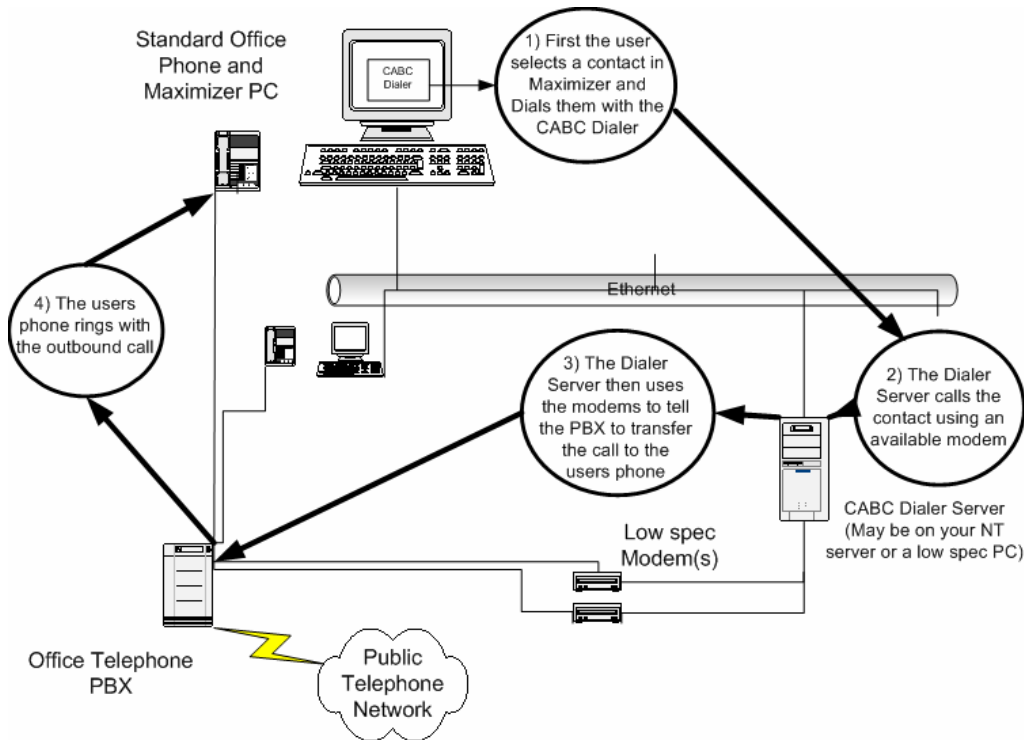 Standard Office
Phone and
Maximizer PC
CABC
Dialer
1) First the user
selects a contact in
Maximizer and
Dials them with the
CABC Dialer
Ethernet
4) The users
phone rings with
the outbound call
3) The Dialer
Server then uses
the modems to tell
the PBX to transfer
the call to the
users phone
2) The Dialer
Server calls the
contact using an
available modem
CABC Dialer Server
(May be on your NT
server or a low spec PC)
Low spec
Modem(s)
Office Telephone
PBX
Public
Telephone
Network